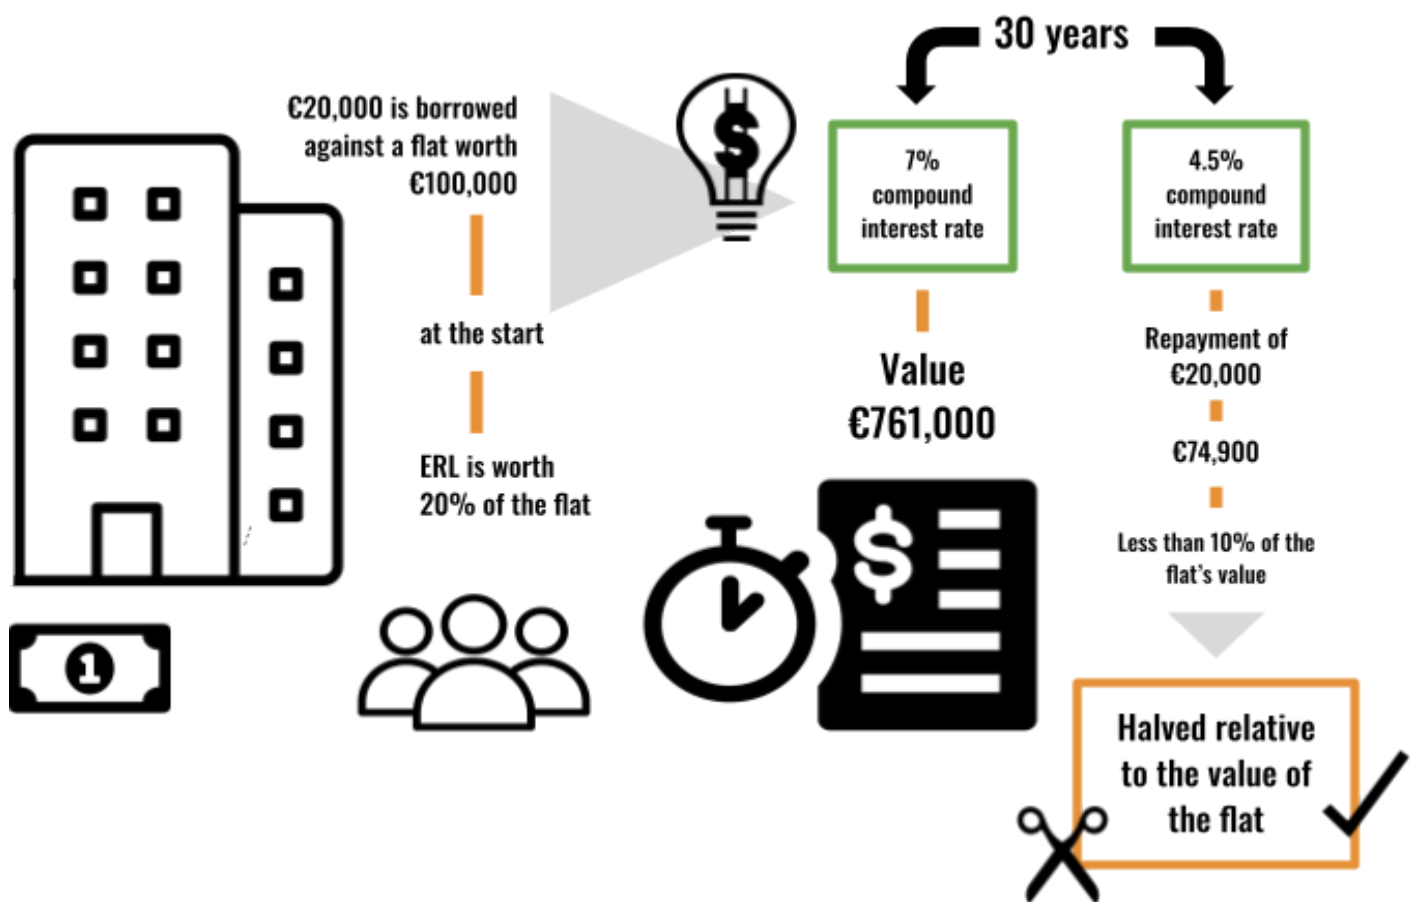 €20,000 is borrowed
against a flat worth
€100,000
at the start
ERL is worth
20% of the flat
$
30 years
7%
compound
interest rate
Value
€761,000
$
4.5%
compound
interest rate
Repayment of
€20,000
€74,900
Less than 10% of the
flat's value
Halved relative
to the value of
the flat
1